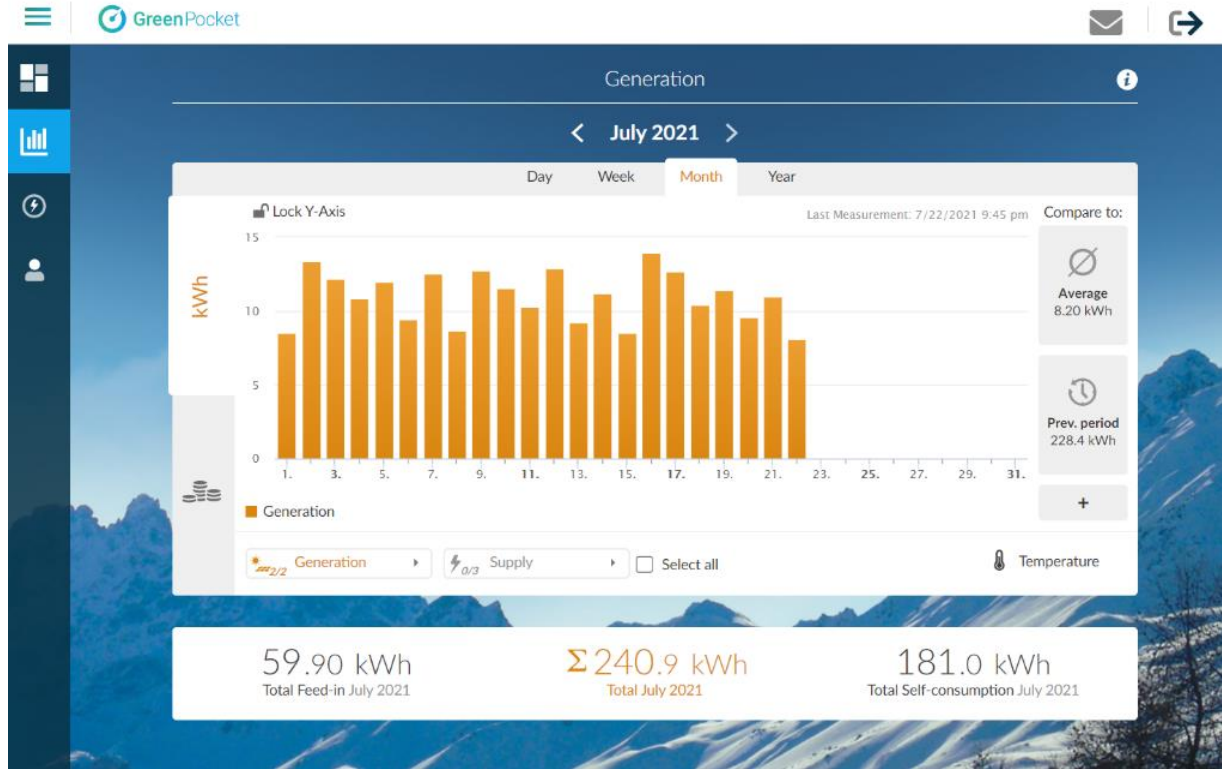 GreenPocket
Generation
July 2021
Day Week Month Year
Lock Y-Axis
Last Measurement: 7/22/2021 9:45 pm
Compare to:
kWh
15
10
5
0
1. 3. 5. 7. 9. 11. 13. 15. 17. 19. 21. 23. 25. 27. 29. 31.
Average
8.20 kWh
Prev. period
228.4 kWh
+
Generation
2/2 Generation
0/3 Supply
Select all
Temperature
59.90 kWh
Total Feed-in July 2021
Σ 240.9 kWh
Total July 2021
181.0 kWh
Total Self-consumption July 2021